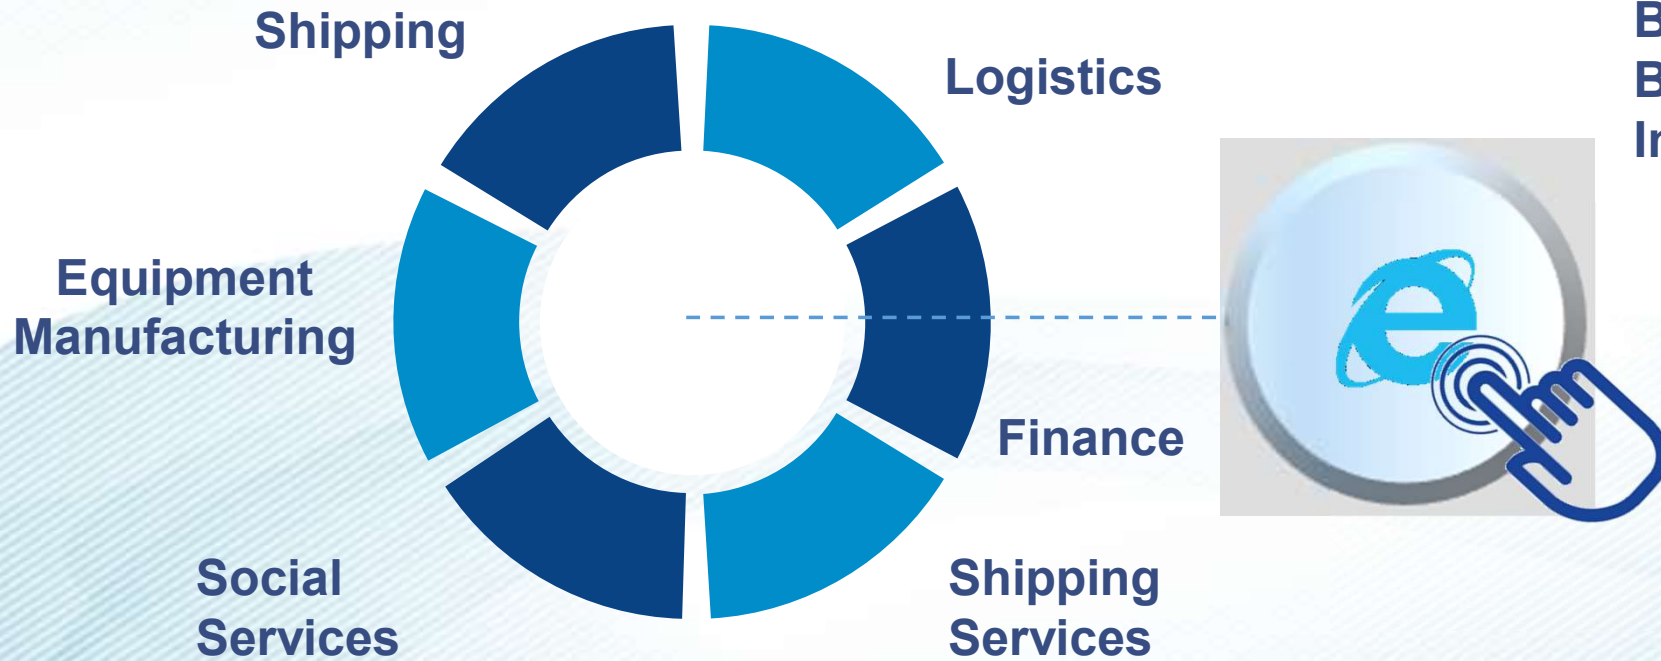 Shipping
Logistics
Equipment
Manufacturing
Finance
Social
Services
Shipping
Services